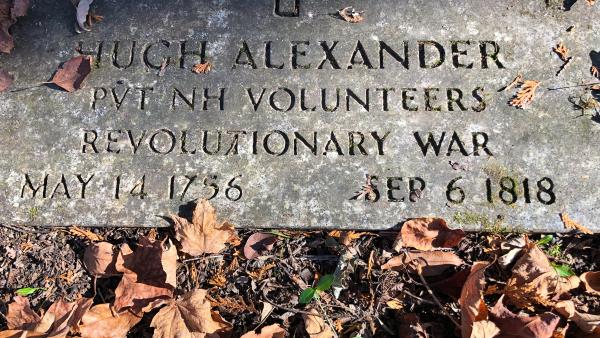 HUGH ALEXANDER
PVT NH VOLUNTEERS
REVOLUTIONARY WAR
MAY 14 1756 SEP 6 1818